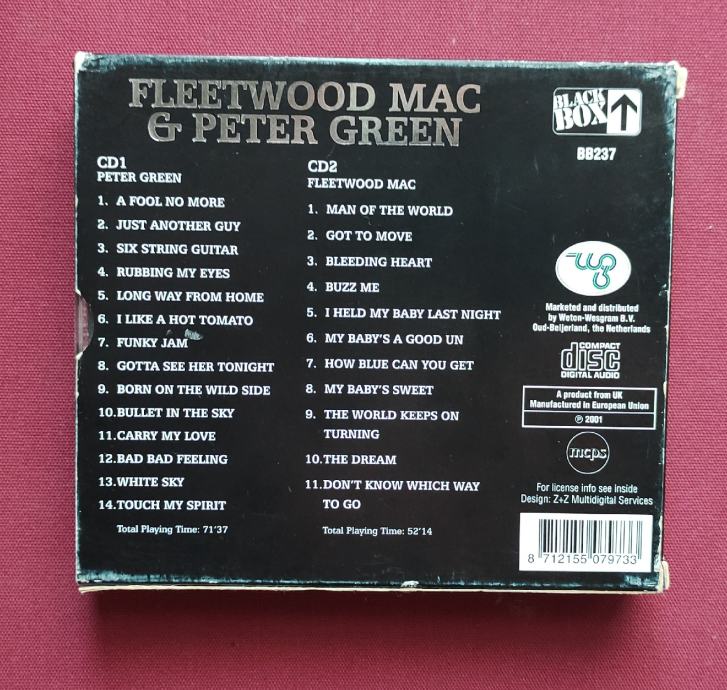 FLEETWOOD MAC
& PETER GREEN
BLACK
BOX
BB237
CD1
PETER GREEN
1. A FOOL NO MORE
2. JUST ANOTHER GUY
3. SIX STRING GUITAR
4. RUBBING MY EYES
5. LONG WAY FROM HOME
6. I LIKE A HOT TOMATO
7. FUNKY JAM
8. GOTTA SEE HER TONIGHT
9. BORN ON THE WILD SIDE
10.BULLET IN THE SKY
11.CARRY MY LOVE
12.BAD BAD FEELING
13.WHITE SKY
14.TOUCH MY SPIRIT
Total Playing Time: 71'37
CD2
FLEETWOOD MAC
1. MAN OF THE WORLD
2. GOT TO MOVE
3. BLEEDING HEART
4. BUZZ ME
5. I HELD MY BABY LAST NIGHT
6. MY BABY'S A GOOD UN
7. HOW BLUE CAN YOU GET
8. MY BABY'S SWEET
9. THE WORLD KEEPS ON
TURNING
10.THE DREAM
11.DON'T KNOW WHICH WAY
TO GO
Total Playing Time: 52'14
Marketed and distributed
by Weton-Wesgram B.V.
Oud-Beijerland, the Netherlands
COMPACT
disc
DIGITAL AUDIO
A product from UK
Manufactured in European Union
℗ 2001
mcps
For license info see inside
Design: Z+Z Multidigital Services
8 712155 079733